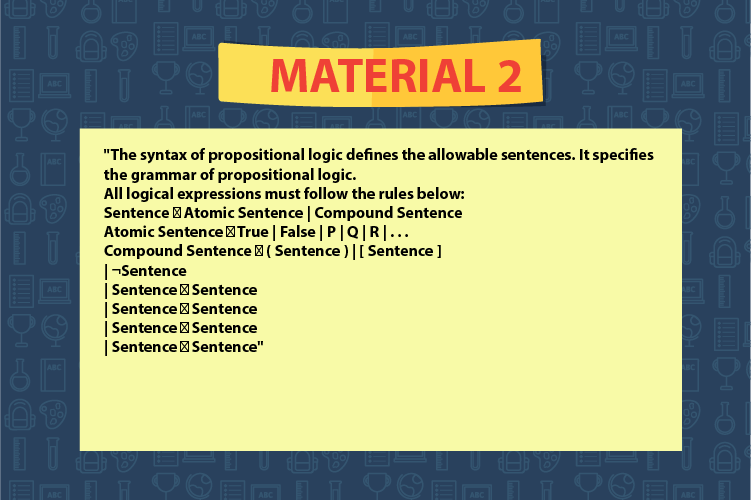 MATERIAL 2
"The syntax of propositional logic defines the allowable sentences. It specifies
the grammar of propositional logic.
All logical expressions must follow the rules below:
Sentence  Atomic Sentence | Compound Sentence
Atomic Sentence  True | False | P | Q | R | . . .
Compound Sentence  ( Sentence ) | [ Sentence ]
| ¬Sentence
| Sentence  Sentence
| Sentence  Sentence
| Sentence  Sentence
| Sentence  Sentence"